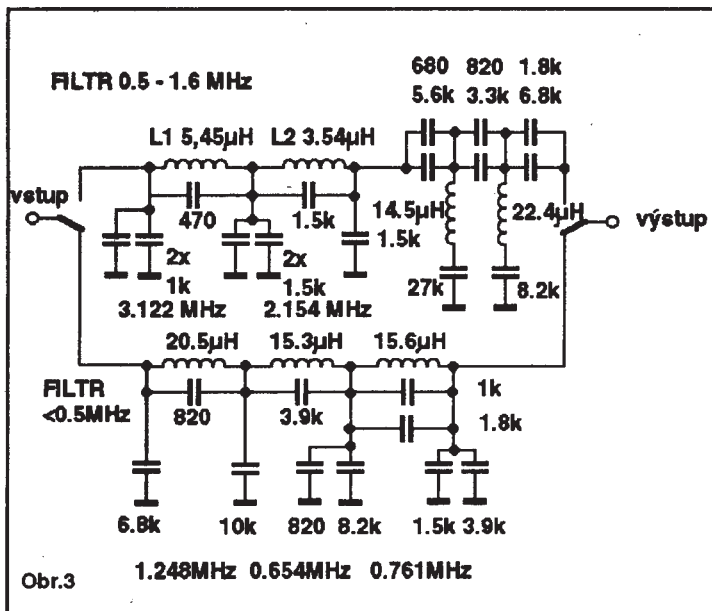 680 820 1.8k
FILTR 0.5 - 1.6 MHz
5.6k 3.3k 6.8k
L1 5,45µH L2 3.54µH
vstup
470
1.5k
14.5µH
22.4µH
výstup
2x
1k
2x
1.5k
1.5k
27k
8.2k
3.122 MHz 2.154 MHz
20.5µH 15.3µH 15.6µH
FILTR
<0.5MHz
820
3.9k
1k
1.8k
6.8k
10k
820 8.2k
1.5k 3.9k
1.248MHz 0.654MHz 0.761MHz
Obr.3